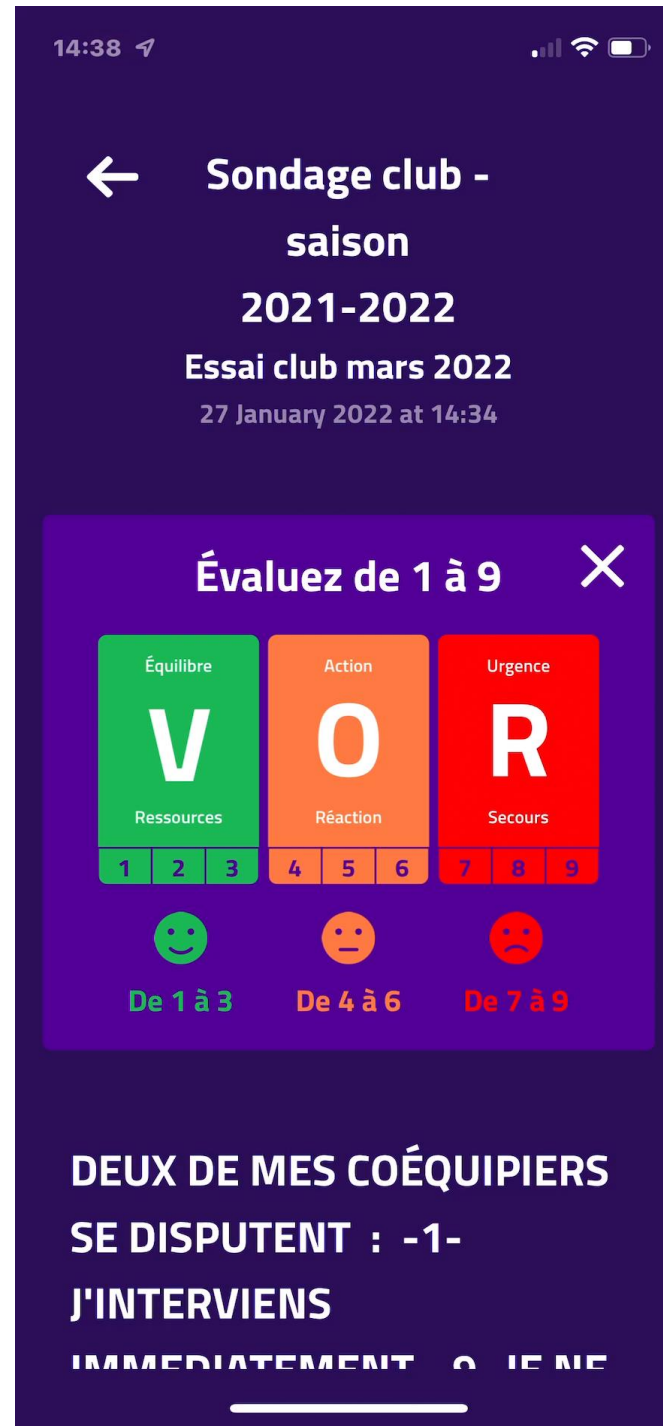 14:38
Sondage club -
saison
2021-2022
Essai club mars 2022
27 January 2022 at 14:34
Évaluez de 1 à 9
Équilibre Action Urgence
V O R
Ressources Réaction Secours
1 2 3 4 5 6 7 8 9
De 1 à 3 De 4 à 6 De 7 à 9
DEUX DE MES COÉQUIPIERS
SE DISPUTENT : -1-
J'INTERVIENS
IMMEDIATEMENT